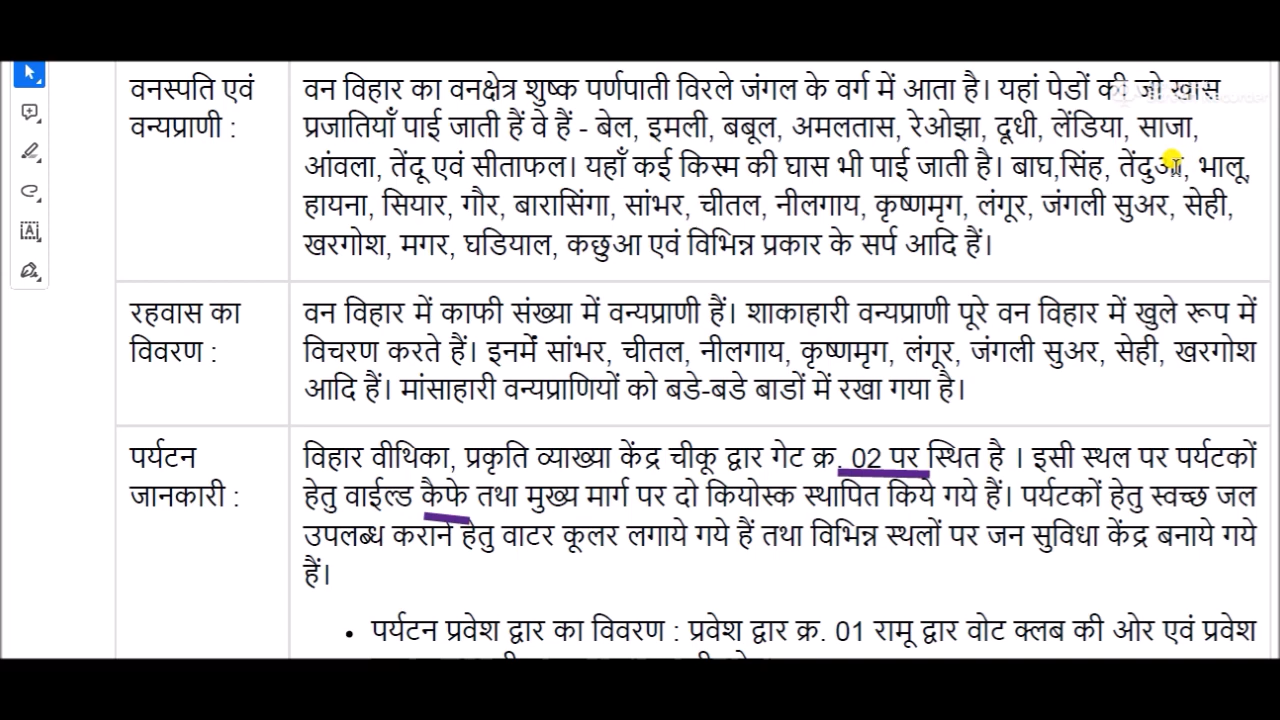 वनस्पति एवं
वन्यप्राणी :
वन विहार का वनक्षेत्र शुष्क पर्णपाती विरले जंगल के वर्ग में आता है। यहां पेडों की जो खास
प्रजातियाँ पाई जाती हैं वे हैं - बेल, इमली, बबूल, अमलतास, रेओझा, दूधी, लेंडिया, साजा,
आंवला, तेंदू एवं सीताफल। यहाँ कई किस्म की घास भी पाई जाती है। बाघ,सिंह, तेंदुआ, भालू,
हायना, सियार, गौर, बारासिंगा, सांभर, चीतल, नीलगाय, कृष्णमृग, लंगूर, जंगली सुअर, सेही,
खरगोश, मगर, घडियाल, कछुआ एवं विभिन्न प्रकार के सर्प आदि हैं।
रहवास का
विवरण :
वन विहार में काफी संख्या में वन्यप्राणी हैं। शाकाहारी वन्यप्राणी पूरे वन विहार में खुले रूप में
विचरण करते हैं। इनमें सांभर, चीतल, नीलगाय, कृष्णमृग, लंगूर, जंगली सुअर, सेही, खरगोश
आदि हैं। मांसाहारी वन्यप्राणियों को बडे-बडे बाडों में रखा गया है।
पर्यटन
जानकारी :
विहार वीथिका, प्रकृति व्याख्या केंद्र चीकू द्वार गेट क्र. 02 पर स्थित है । इसी स्थल पर पर्यटकों
हेतु वाईल्ड कैफे तथा मुख्य मार्ग पर दो कियोस्क स्थापित किये गये हैं। पर्यटकों हेतु स्वच्छ जल
उपलब्ध कराने हेतु वाटर कूलर लगाये गये हैं तथा विभिन्न स्थलों पर जन सुविधा केंद्र बनाये गये
हैं।
• पर्यटन प्रवेश द्वार का विवरण : प्रवेश द्वार क्र. 01 रामू द्वार वोट क्लब की ओर एवं प्रवेश